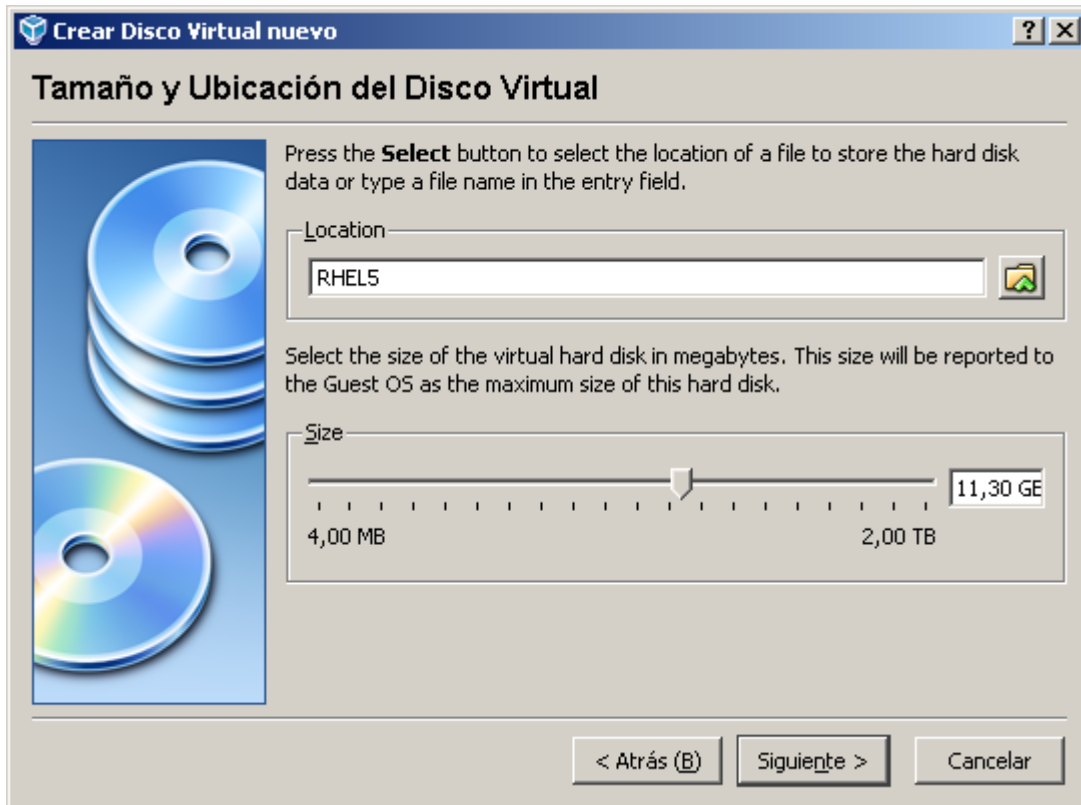 Crear Disco Virtual nuevo
Tamaño y Ubicación del Disco Virtual
Press the Select button to select the location of a file to store the hard disk
data or type a file name in the entry field.
Location
RHEL5
Select the size of the virtual hard disk in megabytes. This size will be reported to
the Guest OS as the maximum size of this hard disk.
Size
11,30 GB
4,00 MB 2,00 TB
< Atrás (B) Siguiente > Cancelar